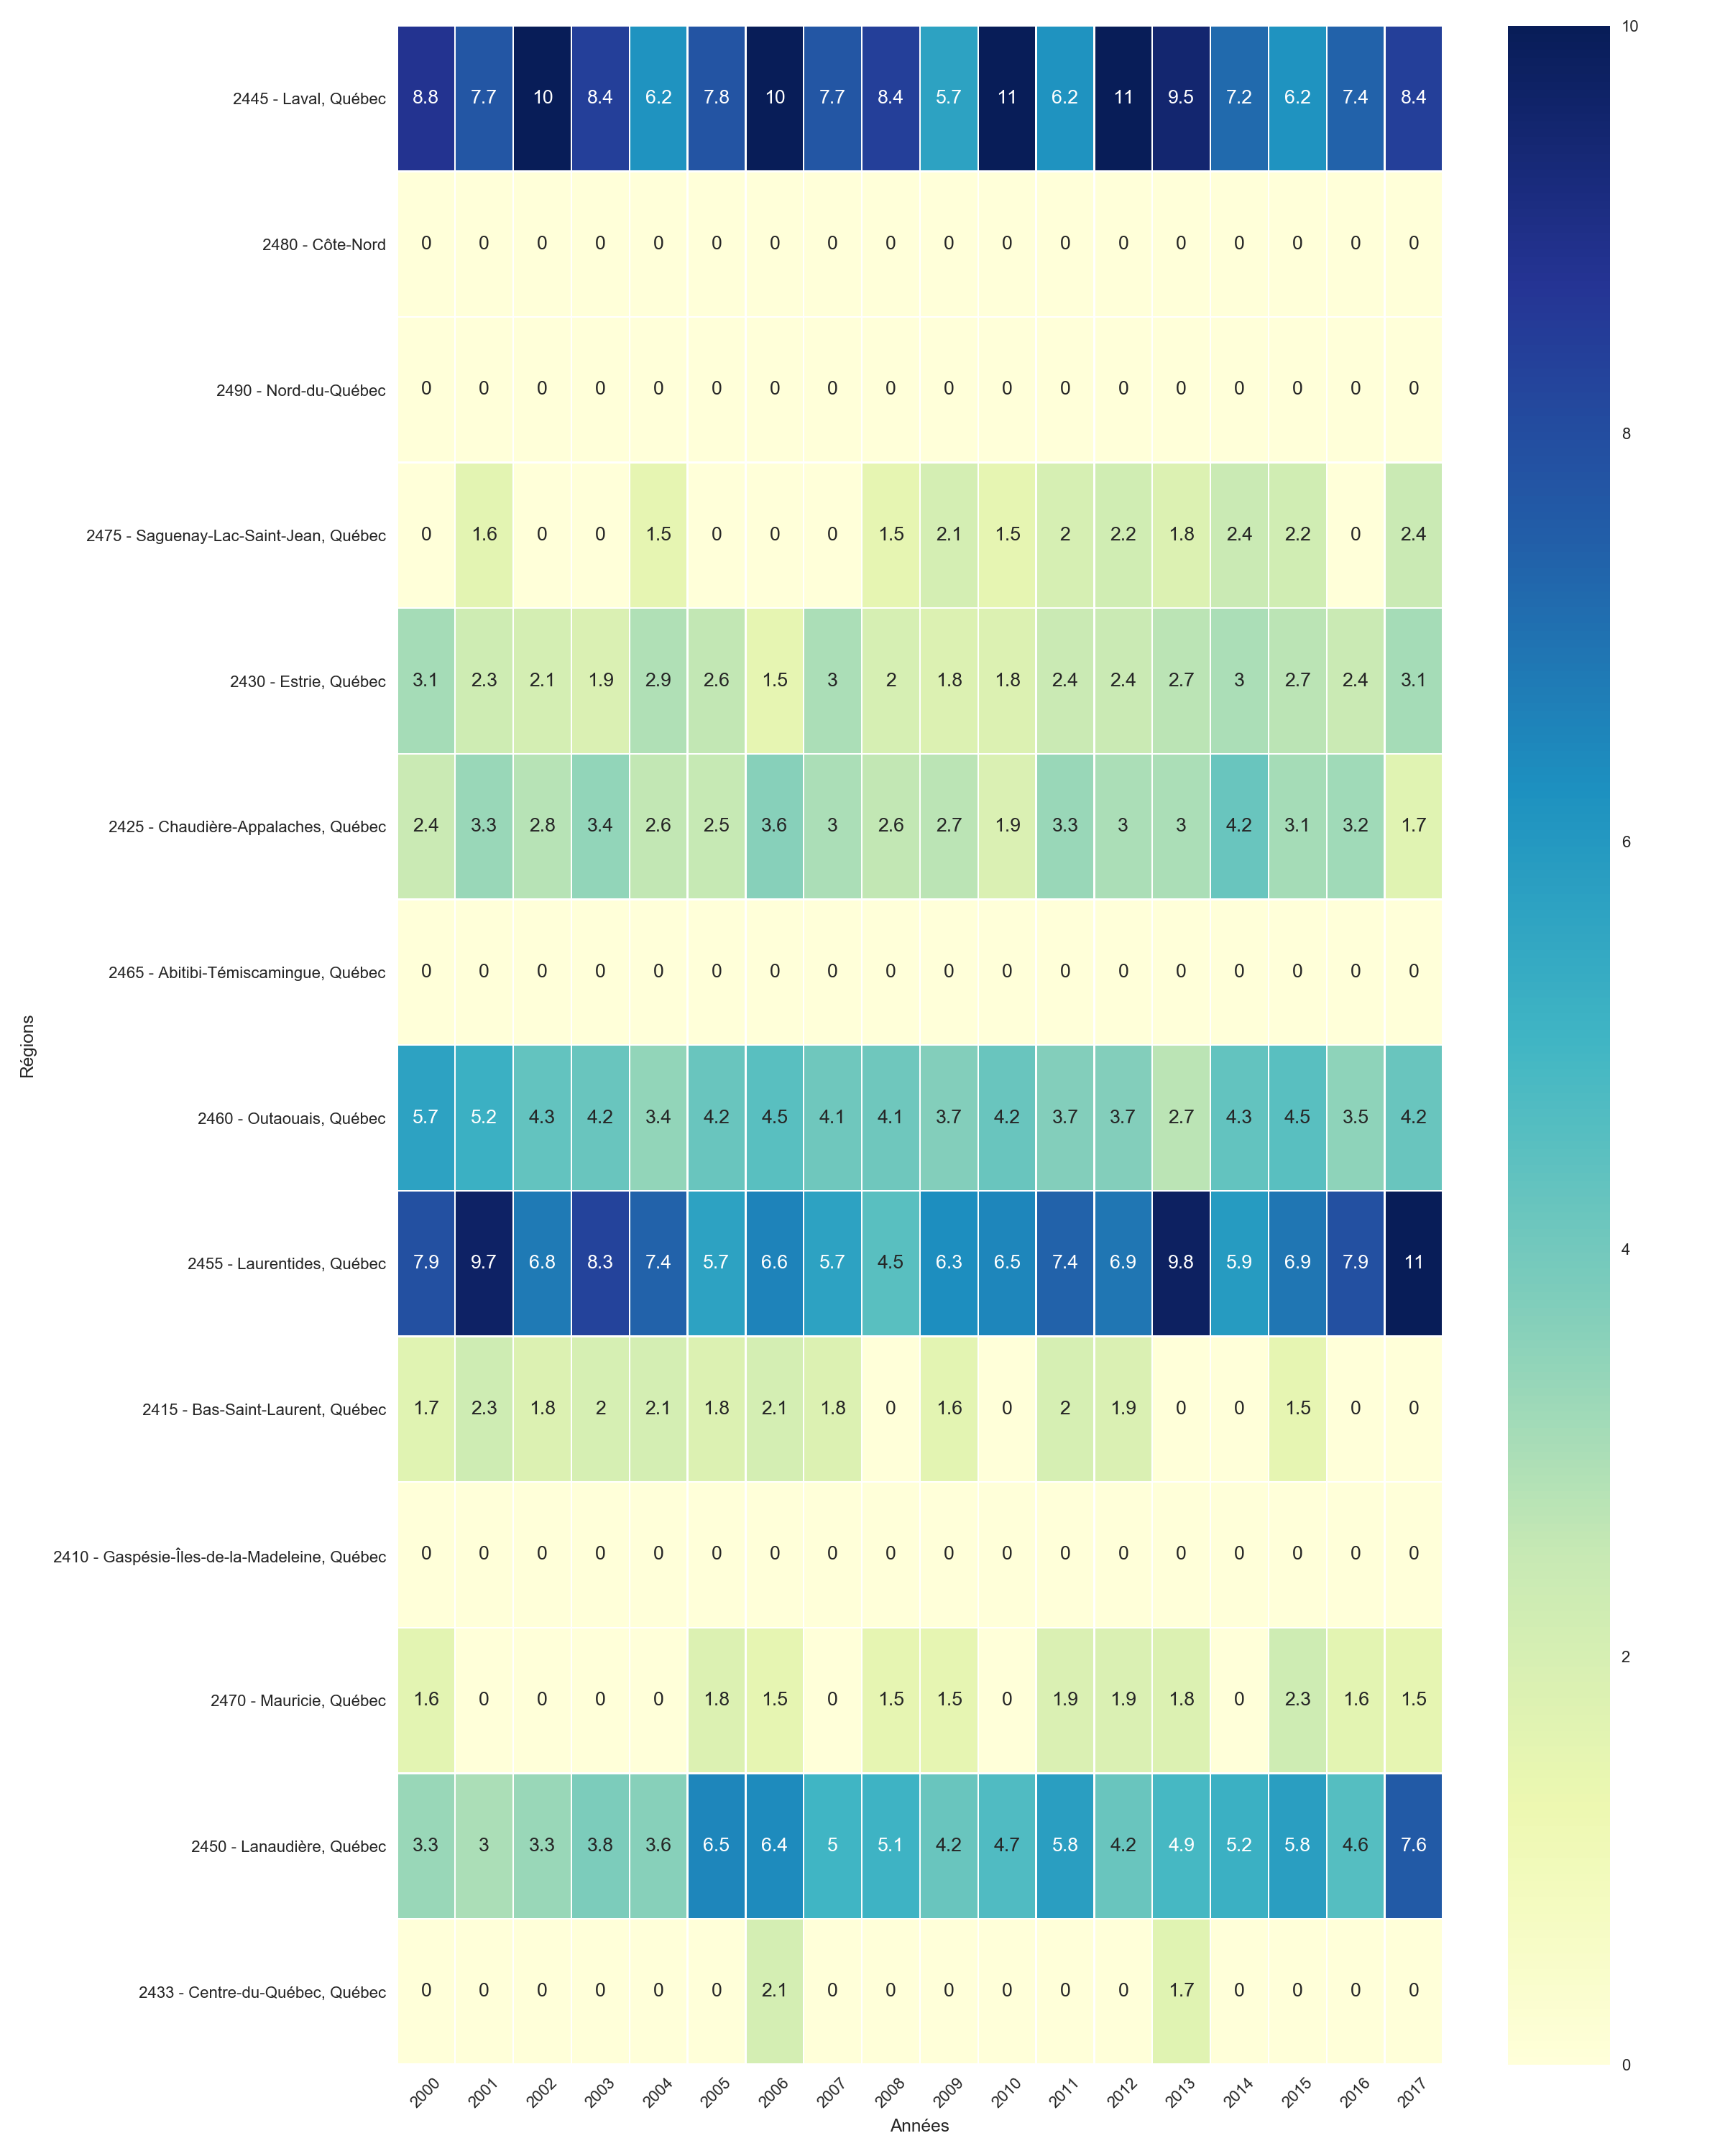 2445 - Laval, Québec 8.8 7.7 10 8.4 6.2 7.8 10 7.7 8.4 5.7 11 6.2 11 9.5 7.2 6.2 7.4 8.4
2480 - Côte-Nord 0 0 0 0 0 0 0 0 0 0 0 0 0 0 0 0 0 0
2490 - Nord-du-Québec 0 0 0 0 0 0 0 0 0 0 0 0 0 0 0 0 0 0
2475 - Saguenay-Lac-Saint-Jean, Québec 0 1.6 0 0 1.5 0 0 0 1.5 2.1 1.5 2 2.2 1.8 2.4 2.2 0 2.4
2430 - Estrie, Québec 3.1 2.3 2.1 1.9 2.9 2.6 1.5 3 2 1.8 1.8 2.4 2.4 2.7 3 2.7 2.4 3.1
2425 - Chaudière-Appalaches, Québec 2.4 3.3 2.8 3.4 2.6 2.5 3.6 3 2.6 2.7 1.9 3.3 3 3 4.2 3.1 3.2 1.7
2465 - Abitibi-Témiscamingue, Québec 0 0 0 0 0 0 0 0 0 0 0 0 0 0 0 0 0 0
2460 - Outaouais, Québec 5.7 5.2 4.3 4.2 3.4 4.2 4.5 4.1 4.1 3.7 4.2 3.7 3.7 2.7 4.3 4.5 3.5 4.2
2455 - Laurentides, Québec 7.9 9.7 6.8 8.3 7.4 5.7 6.6 5.7 4.5 6.3 6.5 7.4 6.9 9.8 5.9 6.9 7.9 11
2415 - Bas-Saint-Laurent, Québec 1.7 2.3 1.8 2 2.1 1.8 2.1 1.8 0 1.6 0 2 1.9 0 0 1.5 0 0
2410 - Gaspésie-Îles-de-la-Madeleine, Québec 0 0 0 0 0 0 0 0 0 0 0 0 0 0 0 0 0 0
2470 - Mauricie, Québec 1.6 0 0 0 0 1.8 1.5 0 1.5 1.5 0 1.9 1.9 1.8 0 2.3 1.6 1.5
2450 - Lanaudière, Québec 3.3 3 3.3 3.8 3.6 6.5 6.4 5 5.1 4.2 4.7 5.8 4.2 4.9 5.2 5.8 4.6 7.6
2433 - Centre-du-Québec, Québec 0 0 0 0 0 0 2.1 0 0 0 0 0 0 1.7 0 0 0 0
2000 2001 2002 2003 2004 2005 2006 2007 2008 2009 2010 2011 2012 2013 2014 2015 2016 2017
Années
Régions
10
8
6
4
2
0